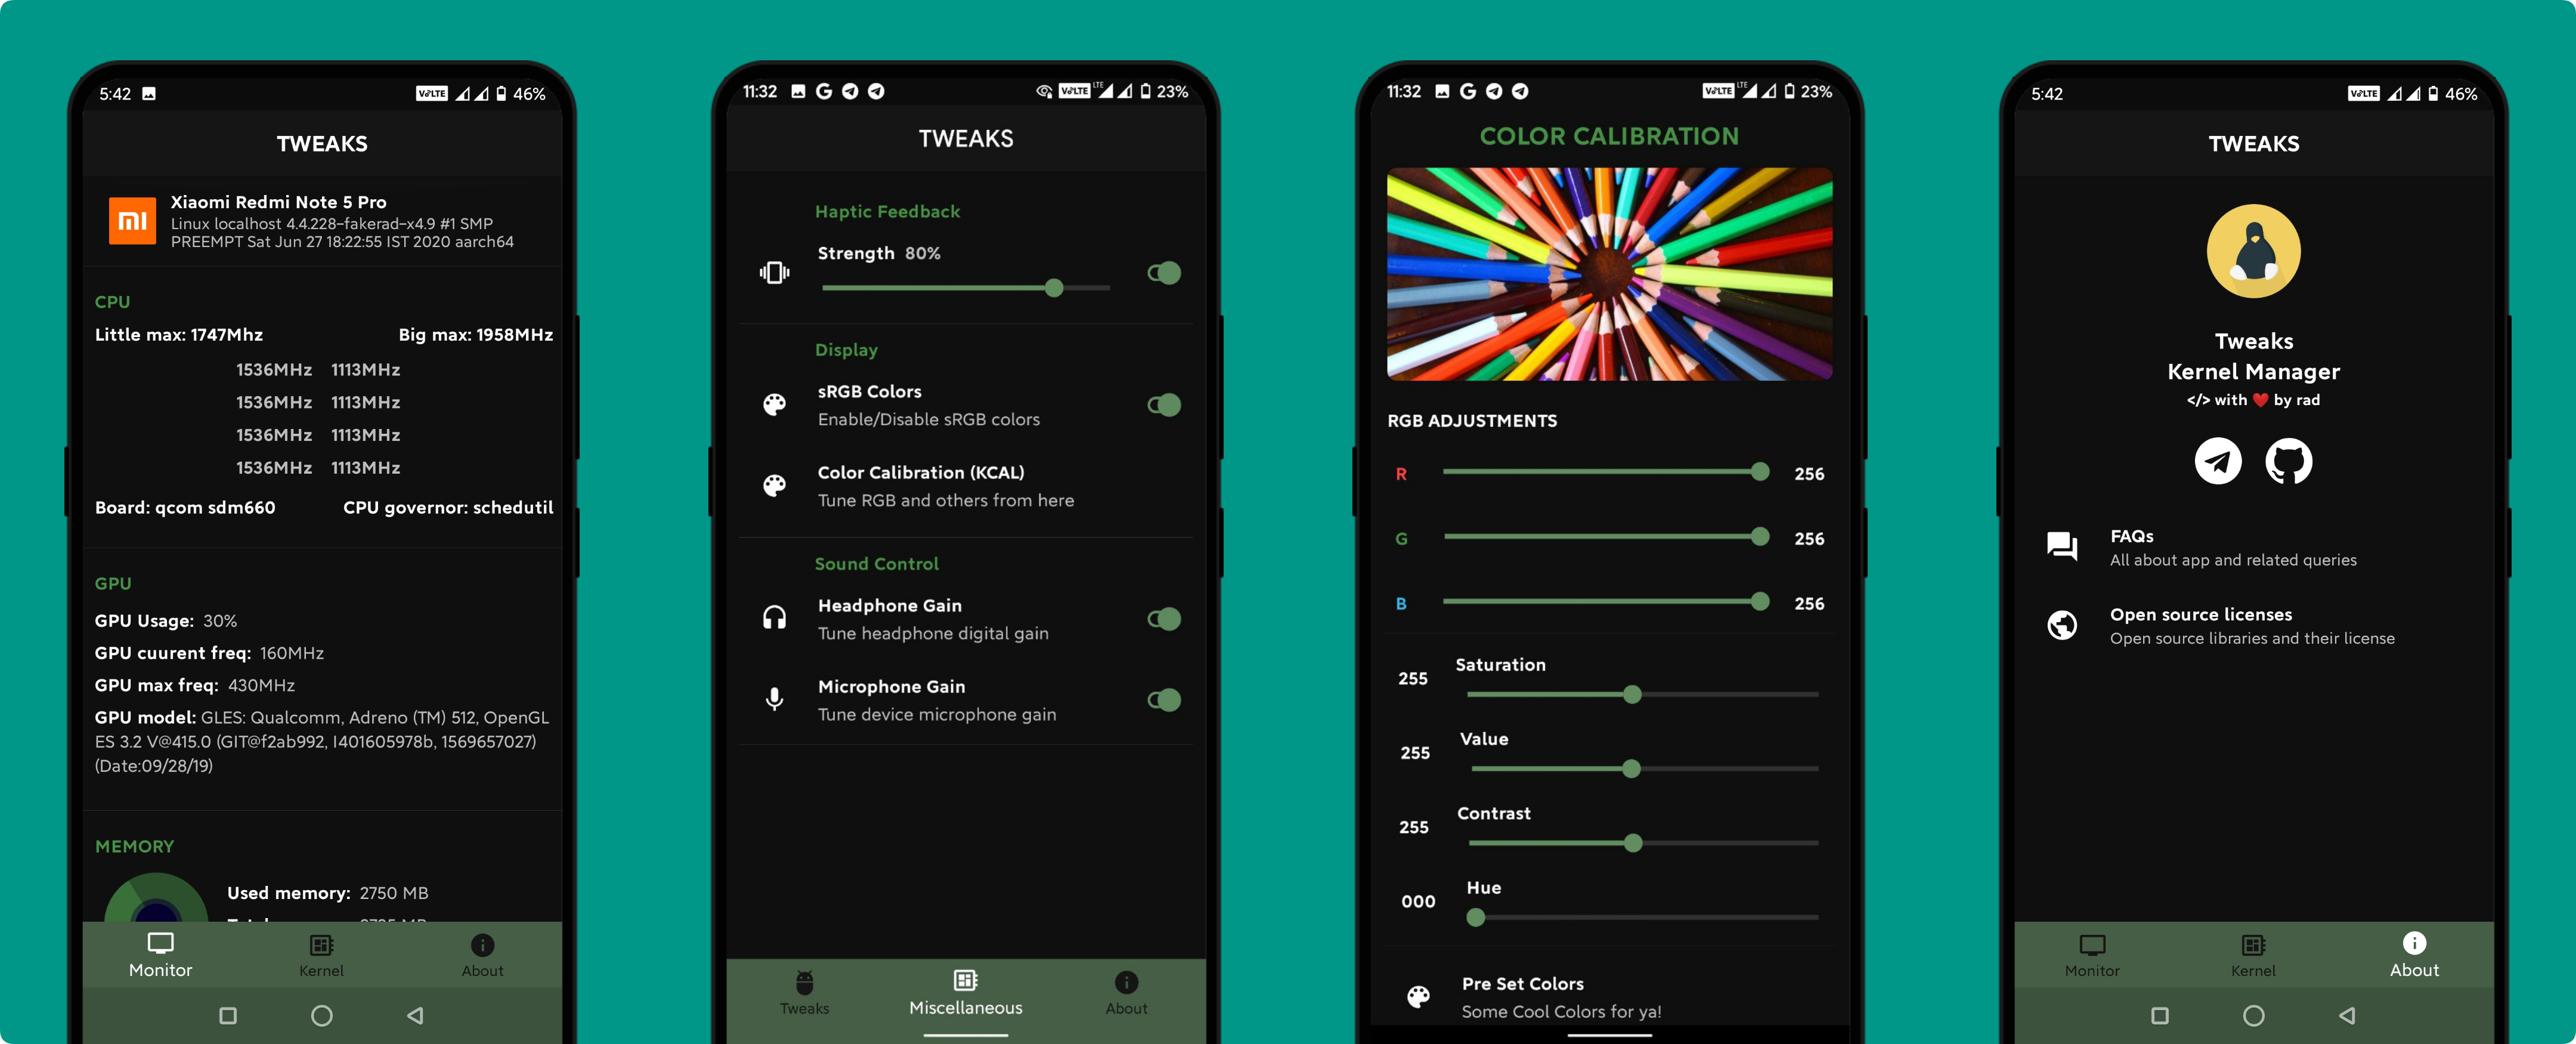 5:42
VoLTE
46%
TWEAKS
mi
Xiaomi Redmi Note 5 Pro
Linux localhost 4.4.228-fakerad-x4.9 #1 SMP
PREEMPT Sat Jun 27 18:22:55 IST 2020 aarch64
CPU
Little max: 1747Mhz
Big max: 1958MHz
1536MHz 1113MHz
1536MHz 1113MHz
1536MHz 1113MHz
1536MHz 1113MHz
Board: qcom sdm660
CPU governor: schedutil
GPU
GPU Usage: 30%
GPU cuurent freq: 160MHz
GPU max freq: 430MHz
GPU model: GLES: Qualcomm, Adreno (TM) 512, OpenGL
ES 3.2 V@415.0 (GIT@f2ab992, I401605978b, 1569657027)
(Date:09/28/19)
MEMORY
Used memory: 2750 MB
Monitor
Kernel
About
11:32
G
VoLTE
LTE
23%
TWEAKS
Haptic Feedback
Strength 80%
Display
sRGB Colors
Enable/Disable sRGB colors
Color Calibration (KCAL)
Tune RGB and others from here
Sound Control
Headphone Gain
Tune headphone digital gain
Microphone Gain
Tune device microphone gain
Tweaks
Miscellaneous
About
11:32
G
VoLTE
LTE
23%
COLOR CALIBRATION
RGB ADJUSTMENTS
R 256
G 256
B 256
Saturation
255
Value
255
Contrast
255
Hue
000
Pre Set Colors
Some Cool Colors for ya!
5:42
VoLTE
46%
TWEAKS
Tweaks
Kernel Manager
</> with ❤️ by rad
FAQs
All about app and related queries
Open source licenses
Open source libraries and their license
Monitor
Kernel
About